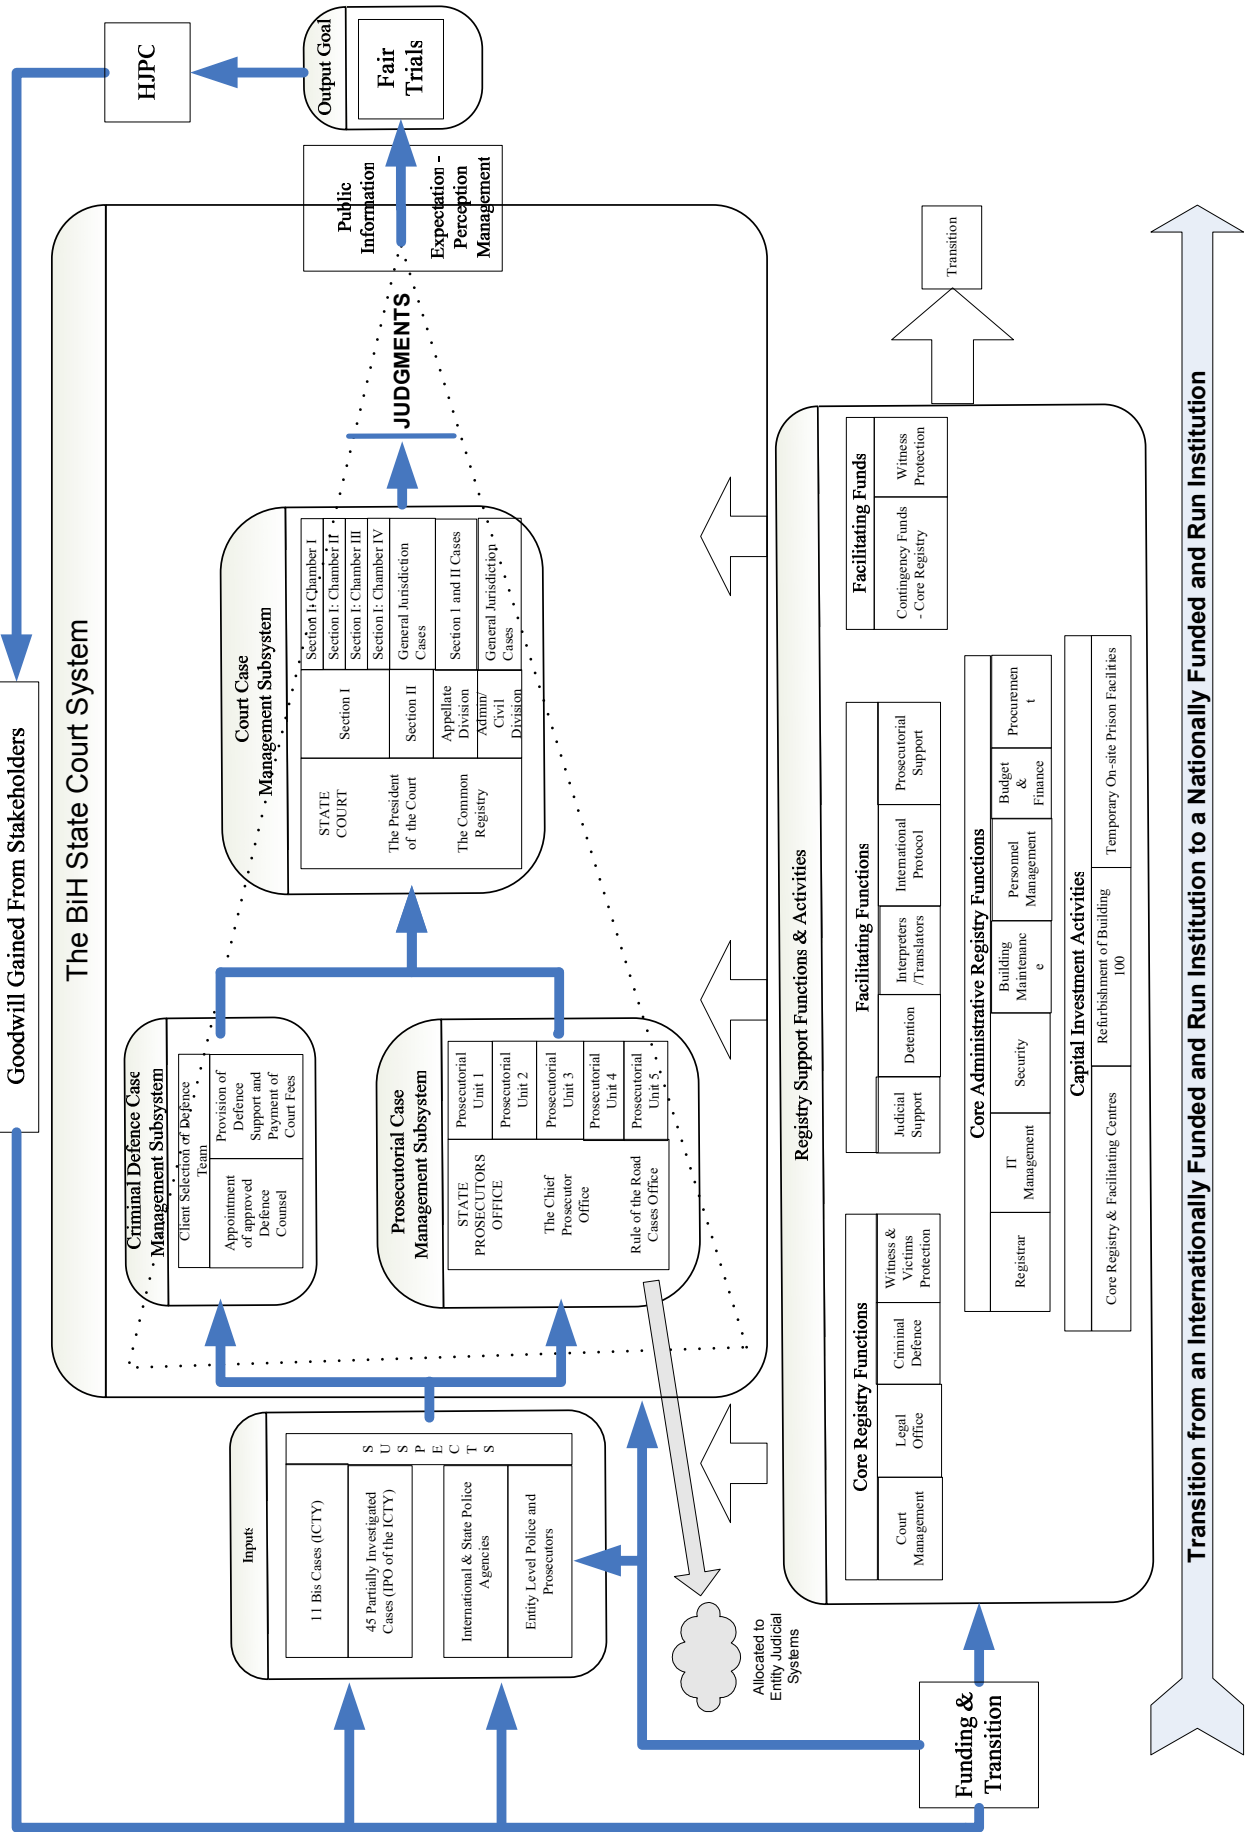 Goodwill Gained From Stakeholders
HJPC
The BiH State Court System
Output Goal
Fair
Trials
Public
Information
Expectation -
Perception
Management
JUDGMENTS
Inputs
11 Bis Cases (ICTY)
45 Partially Investigated
Cases (IPO of the ICTY)
International & State Police
Agencies
Entity Level Police and
Prosecutors
S
U
S
P
E
C
T
S
Criminal Defence Case
Management Subsystem
Client Selection of Defence
Team
Appointment
of approved
Defence
Counsel
Provision of
Defence
Support and
Payment of
Court Fees
Prosecutorial Case
Management Subsystem
STATE
PROSECUTORS
OFFICE
The Chief
Prosecutor
Office
Rule of the Road
Cases Office
Prosecutorial
Unit 1
Prosecutorial
Unit 2
Prosecutorial
Unit 3
Prosecutorial
Unit 4
Prosecutorial
Unit 5
Court Case
Management Subsystem
STATE
COURT
The President
of the Court
The Common
Registry
Section I
Section II
Appellate
Division
Admin/
Civil
Division
Section I: Chamber I
Section I: Chamber II
Section I: Chamber III
Section I: Chamber IV
General Jurisdiction
Cases
Section 1 and II Cases
General Jurisdiction
Cases
Allocated to
Entity Judicial
Systems
Funding &
Transition
Registry Support Functions & Activities
Core Registry Functions
Court
Management
Legal
Office
Criminal
Defence
Witness &
Victims
Protection
Facilitating Functions
Judicial
Support
Detention
Interpreters
/Translators
International
Protocol
Prosecutorial
Support
Facilitating Funds
Contingency Funds
- Core Registry
Witness
Protection
Core Administrative Registry Functions
Registrar
IT
Management
Security
Building
Maintenanc
e
Personnel
Management
Budget
&
Finance
Procuremen
t
Capital Investment Activities
Core Registry & Facilitating Centres
Refurbishment of Building
100
Temporary On-site Prison Facilities
Transition
Transition from an Internationally Funded and Run Institution to a Nationally Funded and Run Institution